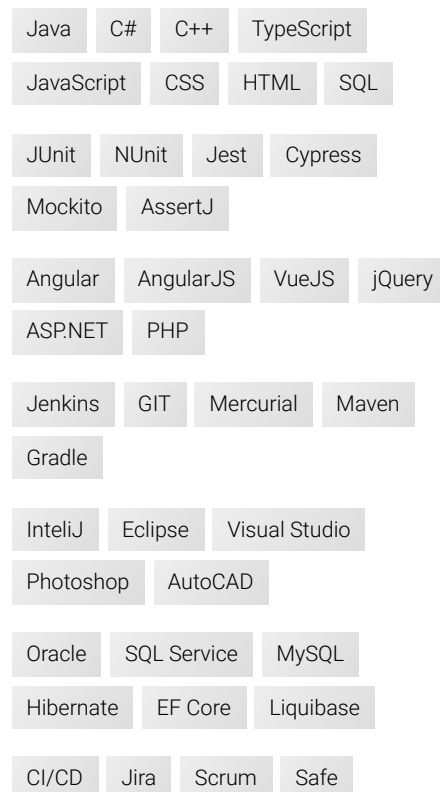 Java C# C++ TypeScript
JavaScript CSS HTML SQL
JUnit NUnit Jest Cypress
Mockito AssertJ
Angular AngularJS VueJS jQuery
ASP.NET PHP
Jenkins GIT Mercurial Maven
Gradle
InteliJ Eclipse Visual Studio
Photoshop AutoCAD
Oracle SQL Service MySQL
Hibernate EF Core Liquibase
CI/CD Jira Scrum Safe